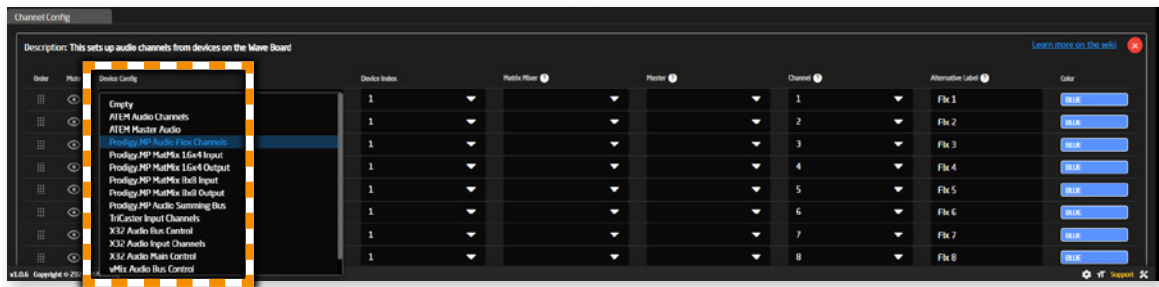 Channel Config
Description: This sets up audio channels from devices on the Wave Board
Learn more on the wiki
Order Mute Device Config Device Index Matrix Mixer ? Master ? Channel ? Alternative Label ? Color
Empty
ATEM Audio Channels
ATEM Master Audio
Prodigy.MP Audio Flex Channels
Prodigy.MP MatMix 16x4 Input
Prodigy.MP MatMix 16x4 Output
Prodigy.MP MatMix 8x8 Input
Prodigy.MP MatMix 8x8 Output
Prodigy.MP Audio Summing Bus
TriCaster Input Channels
X32 Audio Bus Control
X32 Audio Input Channels
X32 Audio Main Control
vMix Audio Bus Control
1 1 Flx 1 BLUE
1 2 Flx 2 BLUE
1 3 Flx 3 BLUE
1 4 Flx 4 BLUE
1 5 Flx 5 BLUE
1 6 Flx 6 BLUE
1 7 Flx 7 BLUE
1 8 Flx 8 BLUE
v1.0.6 Copyright © Support